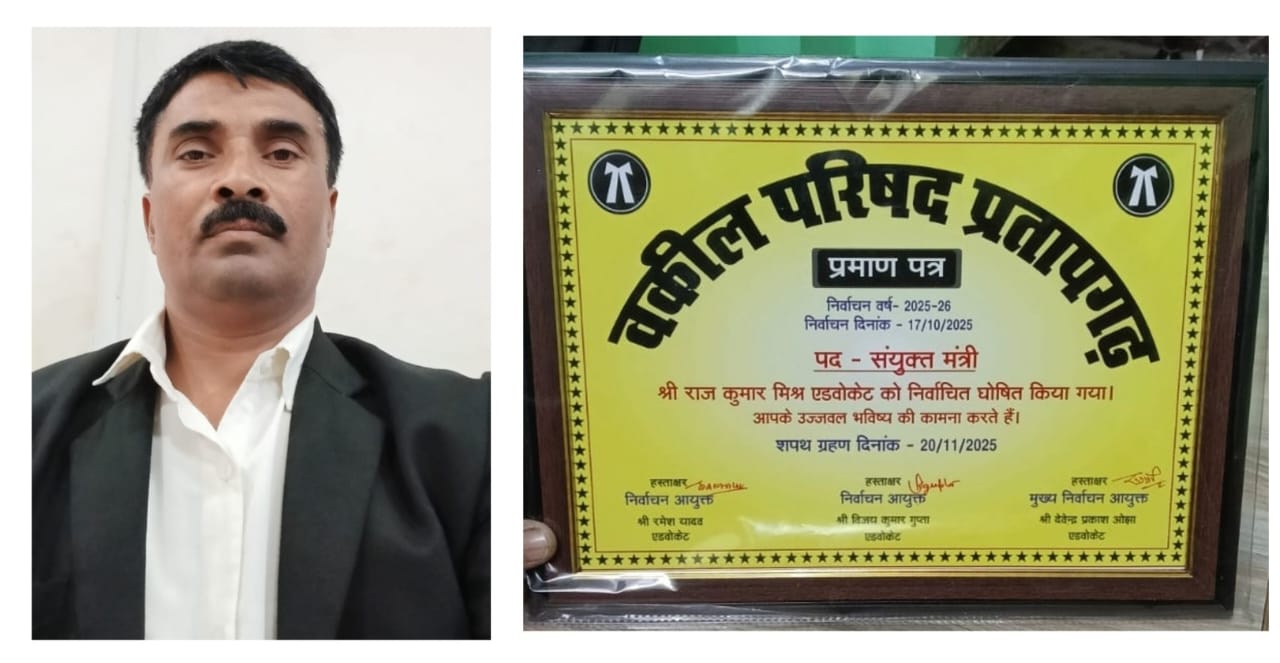 वकील परिषद प्रतापगढ़
प्रमाण पत्र
निर्वाचन वर्ष- 2025-26
निर्वाचन दिनांक - 17/10/2025
पद - संयुक्त मंत्री
श्री राज कुमार मिश्र एडवोकेट को निर्वाचित घोषित किया गया।
आपके उज्जवल भविष्य की कामना करते हैं।
शपथ ग्रहण दिनांक - 20/11/2025
हस्ताक्षर हस्ताक्षर हस्ताक्षर
निर्वाचन आयुक्त निर्वाचन आयुक्त मुख्य निर्वाचन आयुक्त
श्री रमेश यादव श्री विजय कुमार गुप्ता श्री देवेन्द्र प्रकाश ओझा
एडवोकेट एडवोकेट एडवोकेट